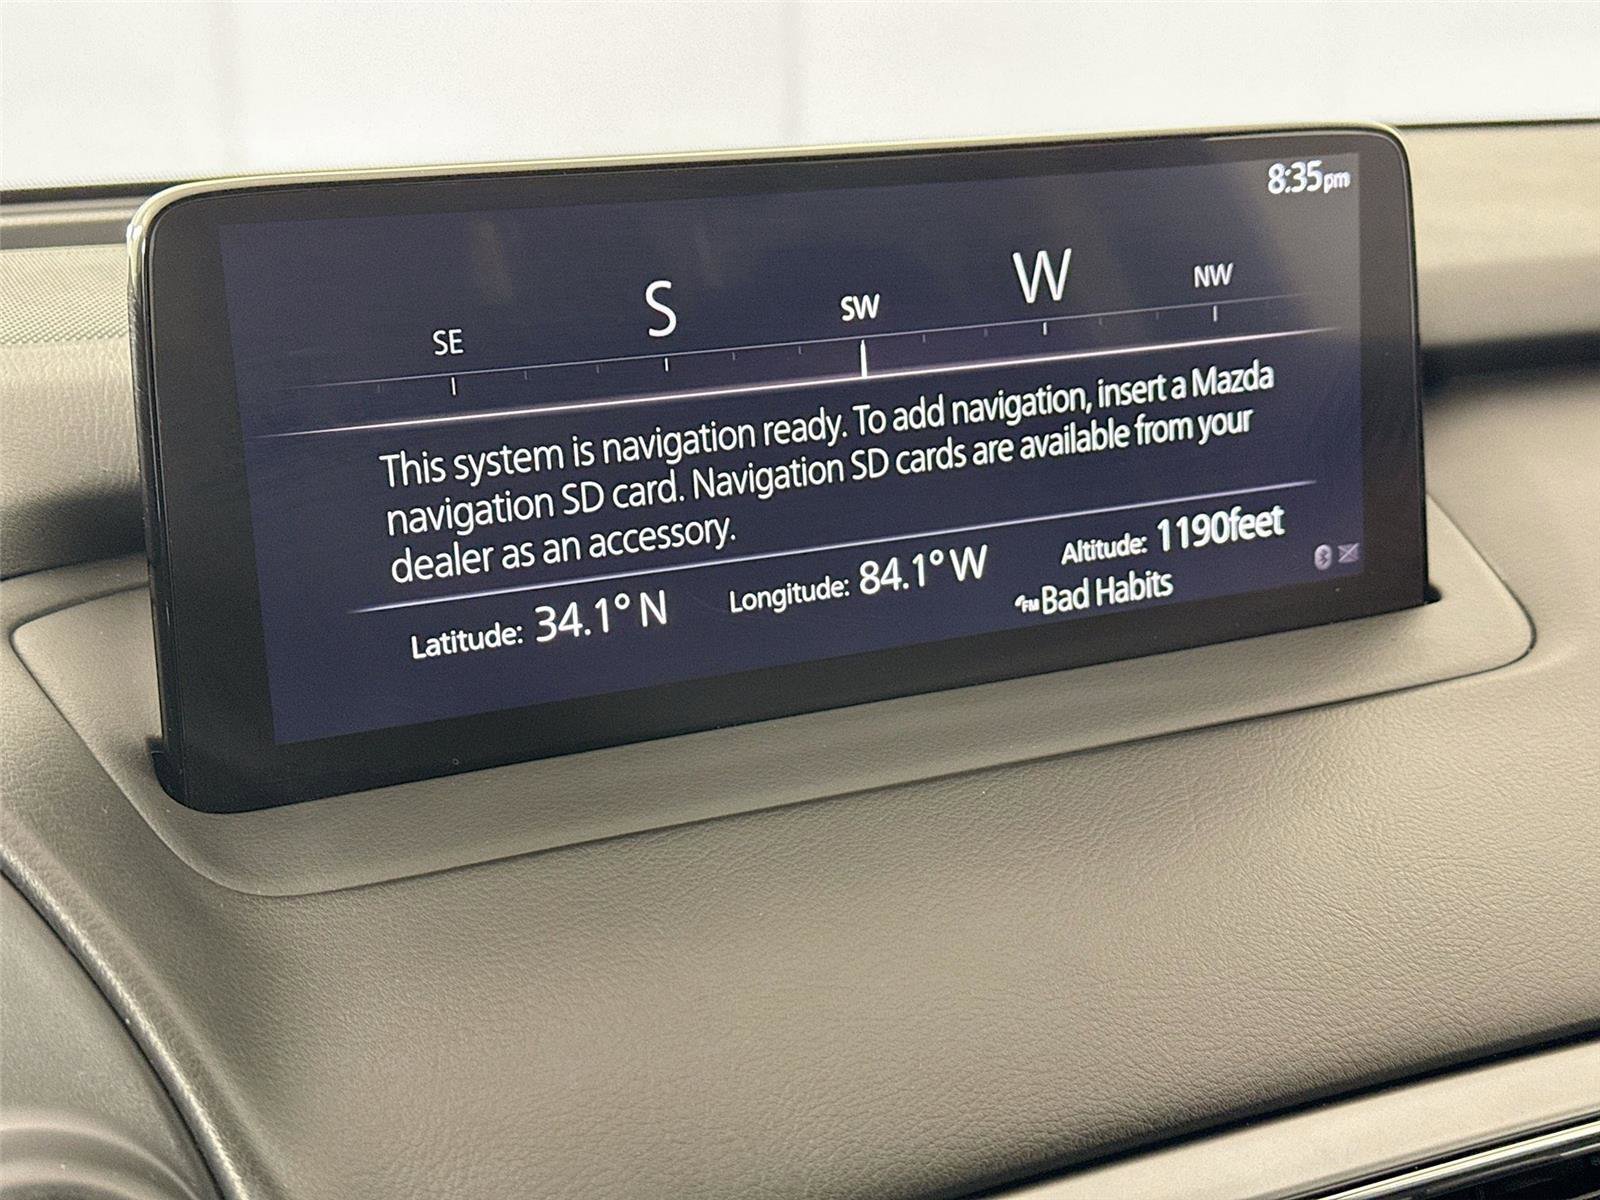 8:35pm
SE S SW W NW
This system is navigation ready. To add navigation, insert a Mazda
navigation SD card. Navigation SD cards are available from your
dealer as an accessory.
Latitude: 34.1° N Longitude: 84.1° W Altitude: 1190feet
FM Bad Habits